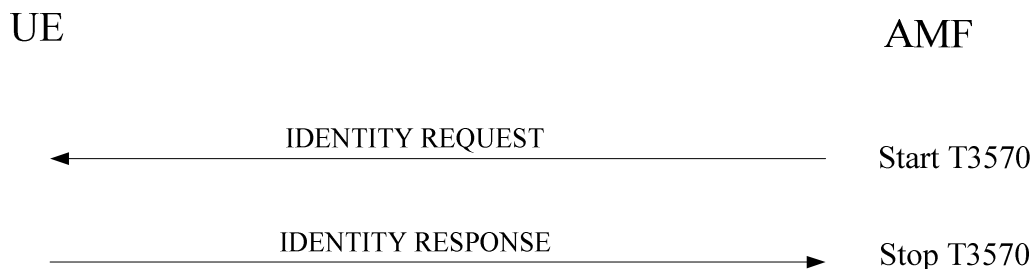 UE
AMF
IDENTITY REQUEST
Start T3570
IDENTITY RESPONSE
Stop T3570